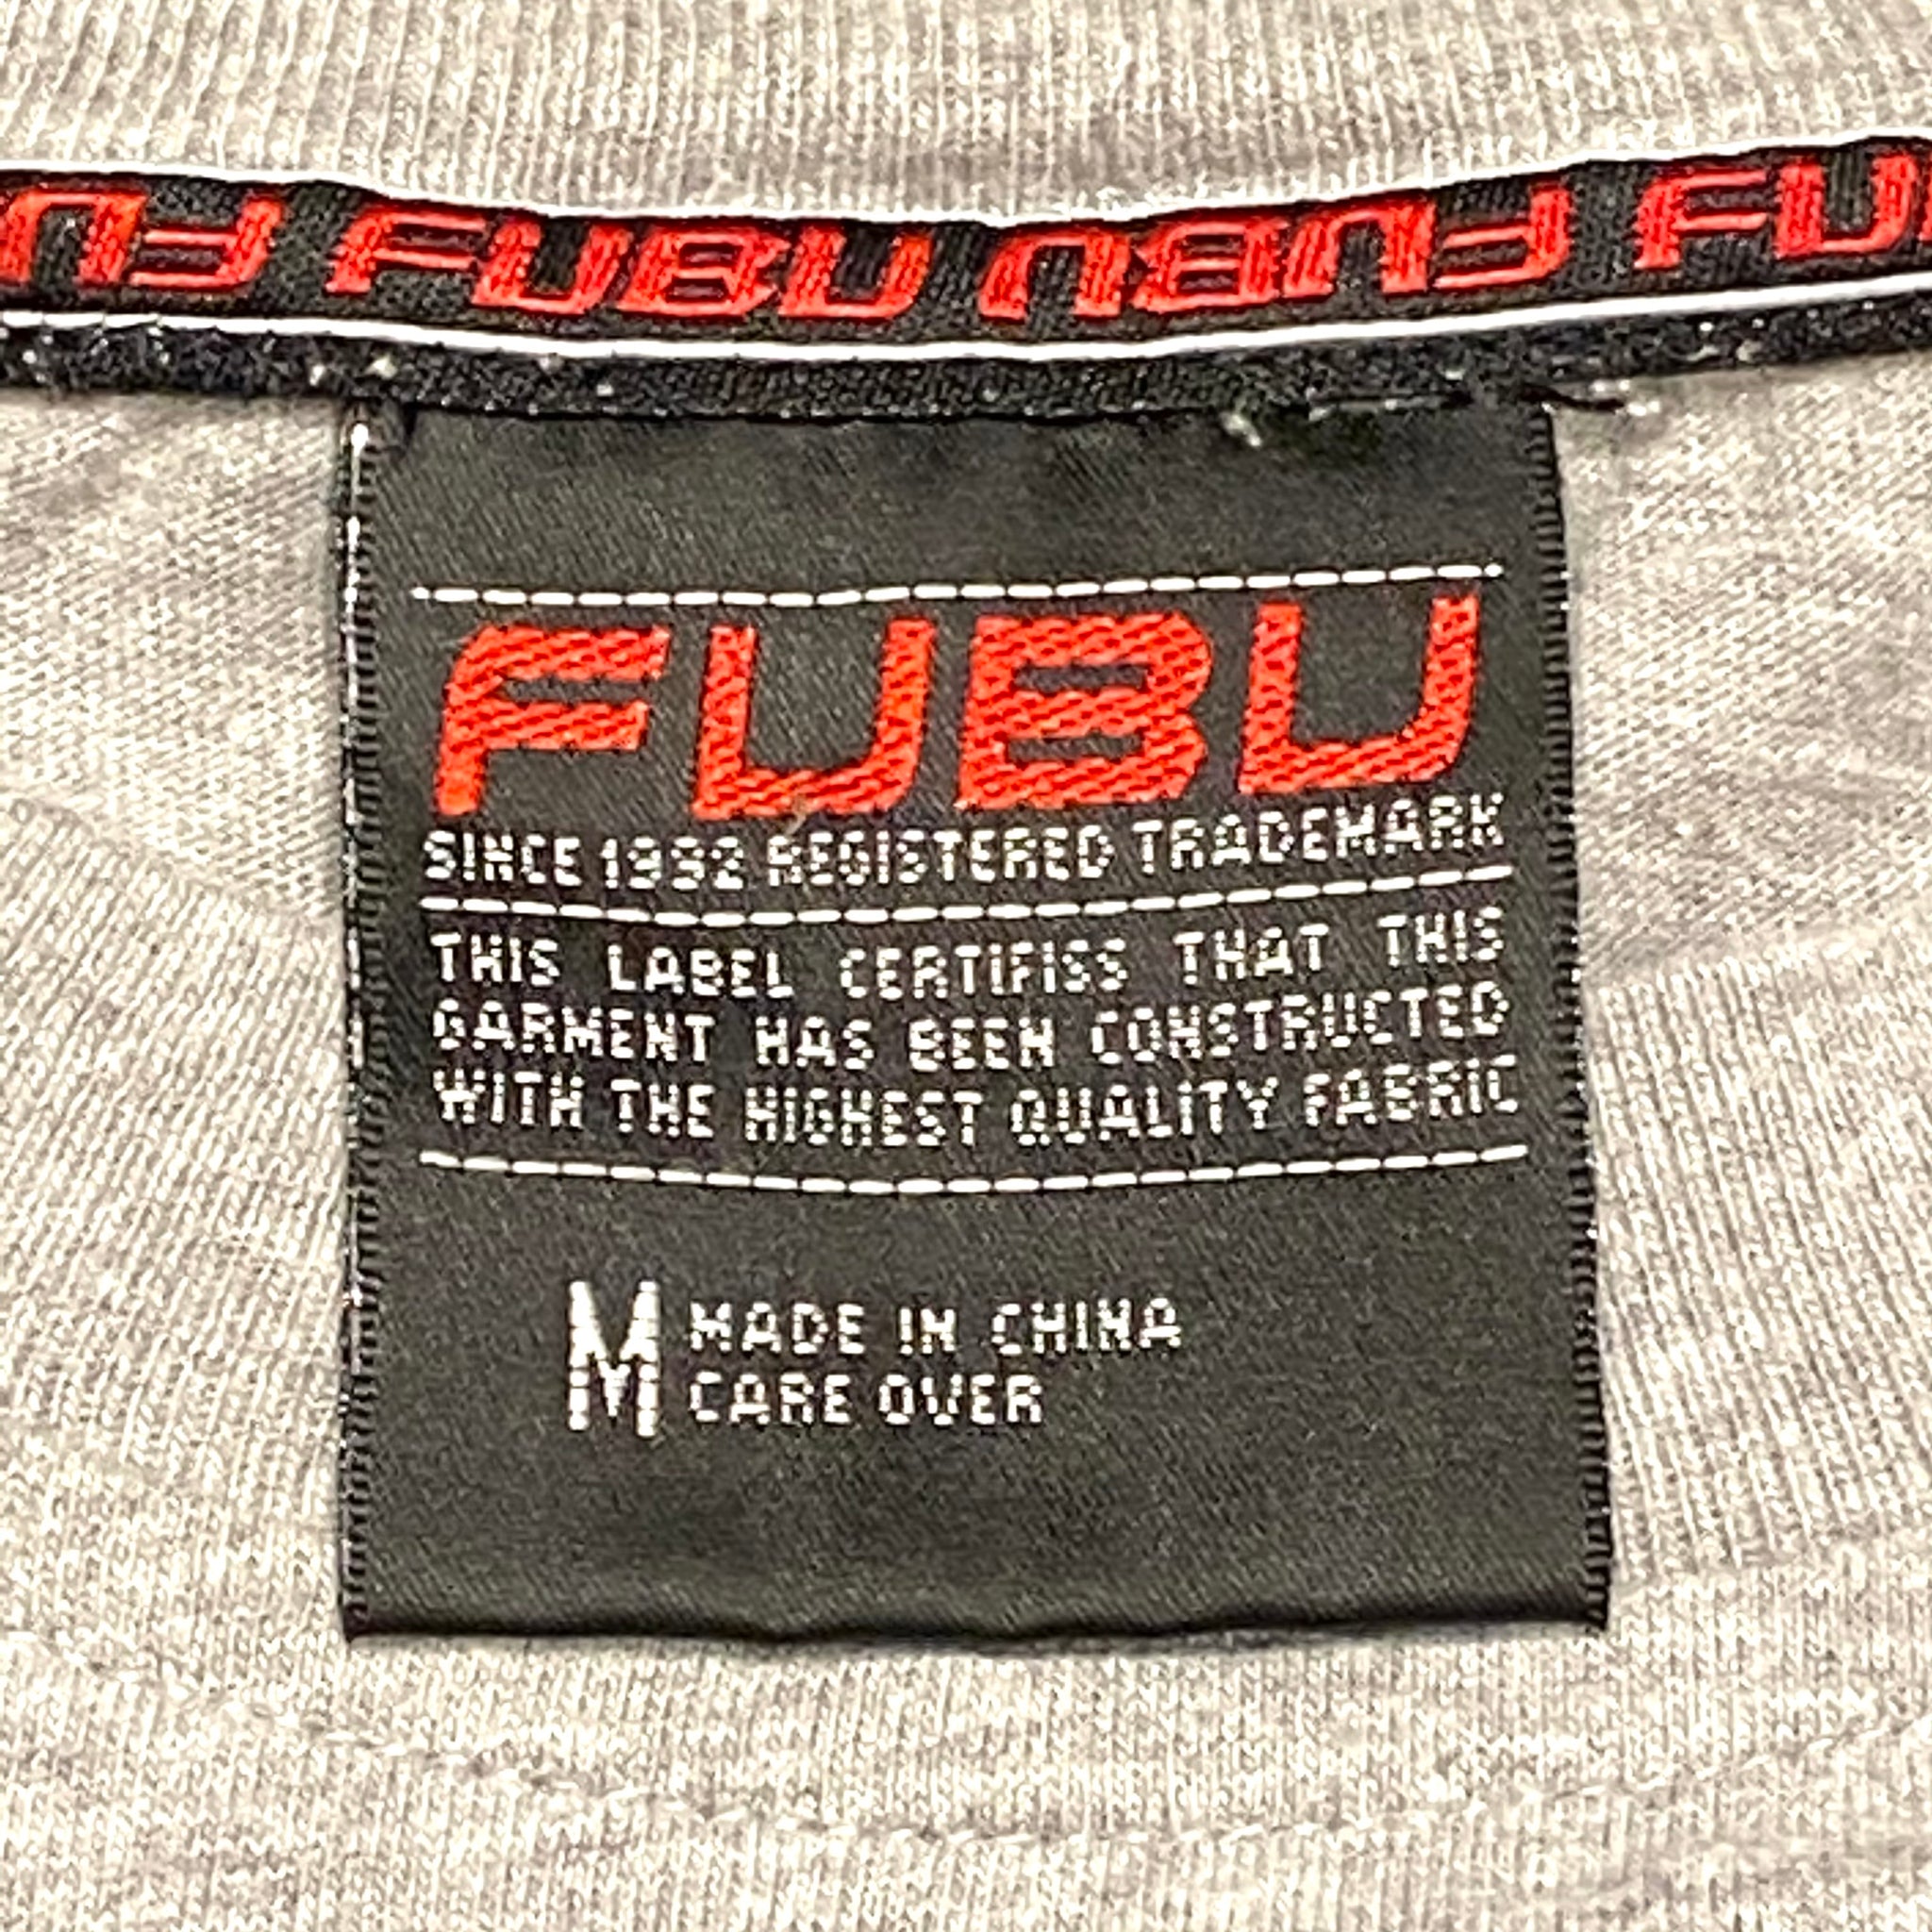 FUBU FUBU FUBU FU
FUBU
SINCE 1992 REGISTERED TRADEMARK
THIS LABEL CERTIFISS THAT THIS
GARMENT HAS BEEN CONSTRUCTED
WITH THE HIGHEST QUALITY FABRIC
M MADE IN CHINA
CARE OVER